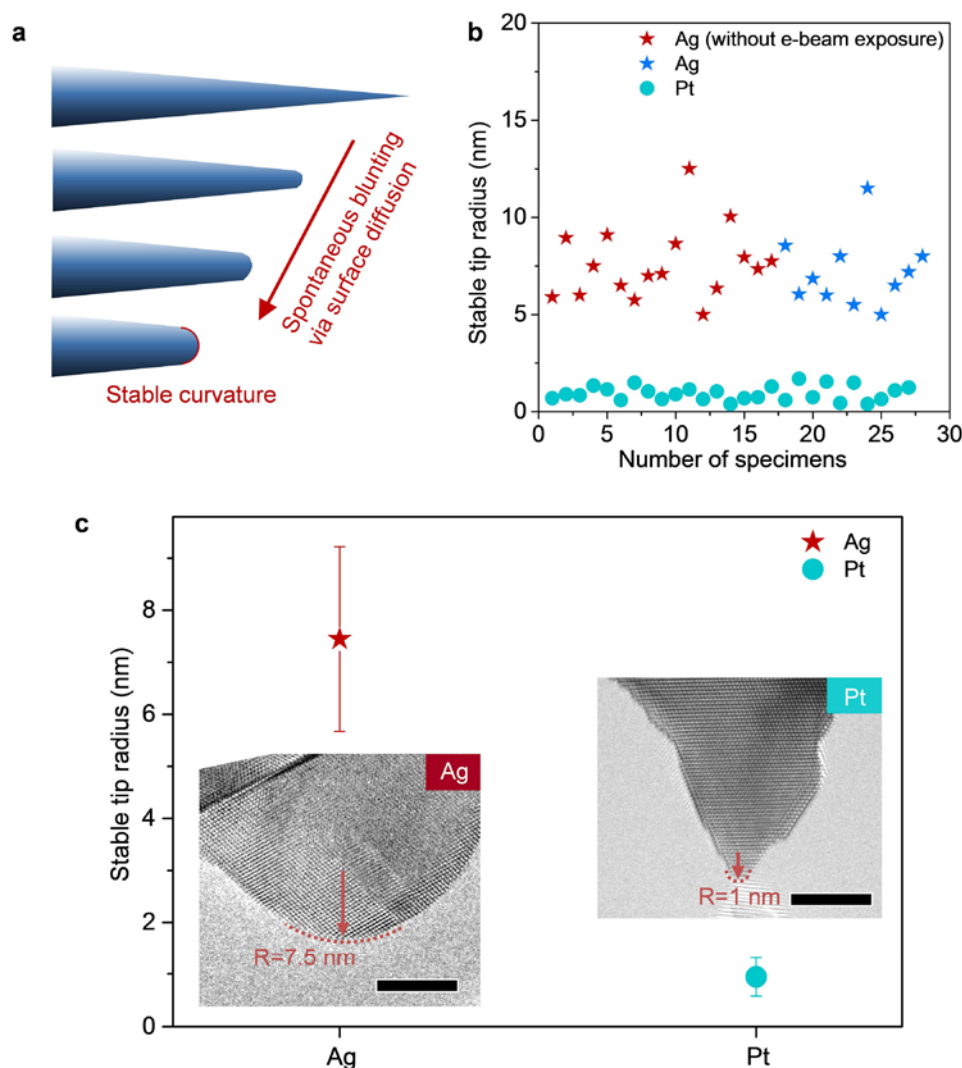 a
Spontaneous blunting
via surface diffusion
Stable curvature
b
Ag (without e-beam exposure)
Ag
Pt
Stable tip radius (nm)
20
15
10
5
0
0
5
10
15
20
25
30
Number of specimens
c
Ag
Pt
Stable tip radius (nm)
8
6
4
2
0
Ag
R=7.5 nm
Pt
R=1 nm
Ag
Pt